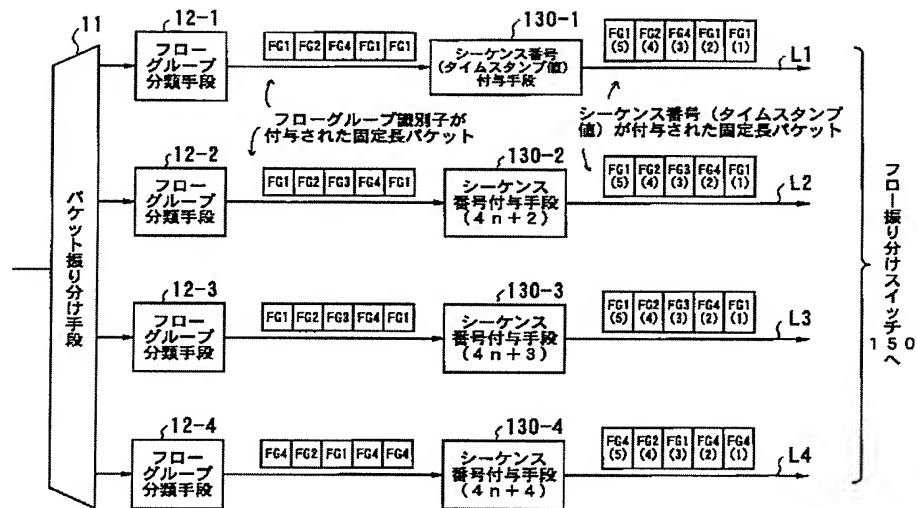 11
パケット振り分け手段
12-1
フロー
グループ
分類手段
FG1 FG2 FG4 FG1 FG1
130-1
シーケンス番号
(タイムスタンプ値)
付与手段
FG1 FG2 FG4 FG1 FG1
(5) (4) (3) (2) (1)
L1
フローグループ識別子が
付与された固定長パケット
シーケンス番号(タイムスタンプ
値)が付与された固定長パケット
12-2
フロー
グループ
分類手段
FG1 FG2 FG3 FG4 FG1
130-2
シーケンス
番号付与手段
(4n+2)
FG1 FG2 FG3 FG4 FG1
(5) (4) (3) (2) (1)
L2
12-3
フロー
グループ
分類手段
FG1 FG2 FG3 FG4 FG1
130-3
シーケンス
番号付与手段
(4n+3)
FG1 FG2 FG3 FG4 FG1
(5) (4) (3) (2) (1)
L3
12-4
フロー
グループ
分類手段
FG4 FG2 FG1 FG4 FG4
130-4
シーケンス
番号付与手段
(4n+4)
FG4 FG2 FG1 FG4 FG4
(5) (4) (3) (2) (1)
L4
フロー振り分けスイッチ150へ